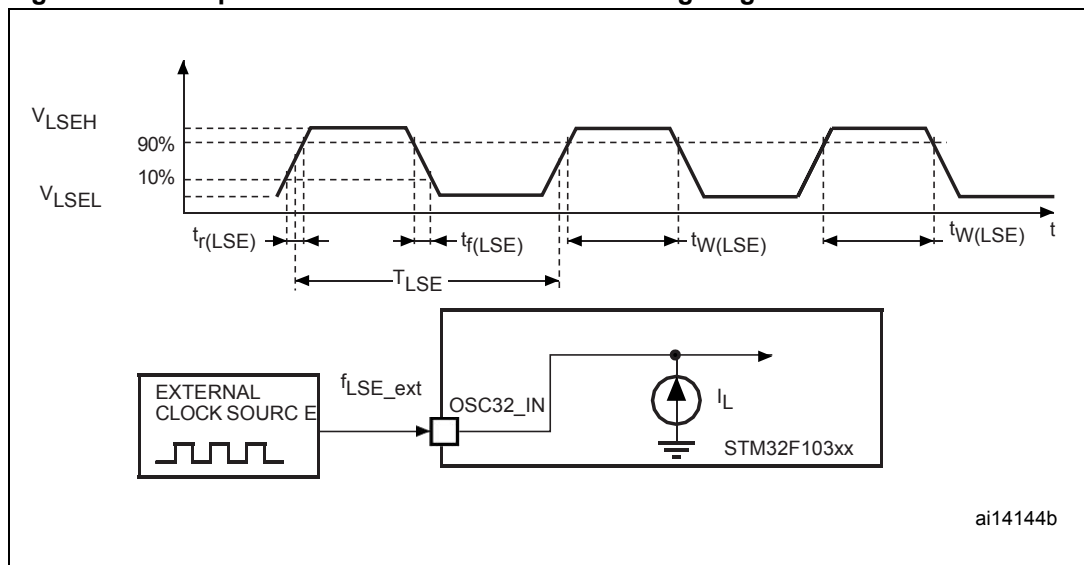 VLSEH
90%
10%
VLSEL
tr(LSE)
tf(LSE)
tW(LSE)
tW(LSE)
t
TLSE
EXTERNAL
CLOCK SOURC E
fLSE_ext
OSC32_IN
IL
STM32F103xx
ai14144b